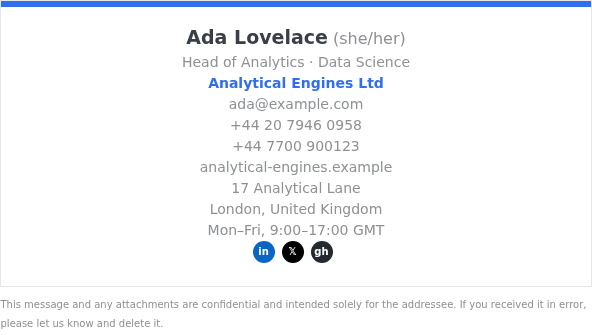 Ada Lovelace (she/her)
Head of Analytics · Data Science
Analytical Engines Ltd
ada@example.com
+44 20 7946 0958
+44 7700 900123
analytical-engines.example
17 Analytical Lane
London, United Kingdom
Mon–Fri, 9:00–17:00 GMT
in 𝕏 gh
This message and any attachments are confidential and intended solely for the addressee. If you received it in error,
please let us know and delete it.